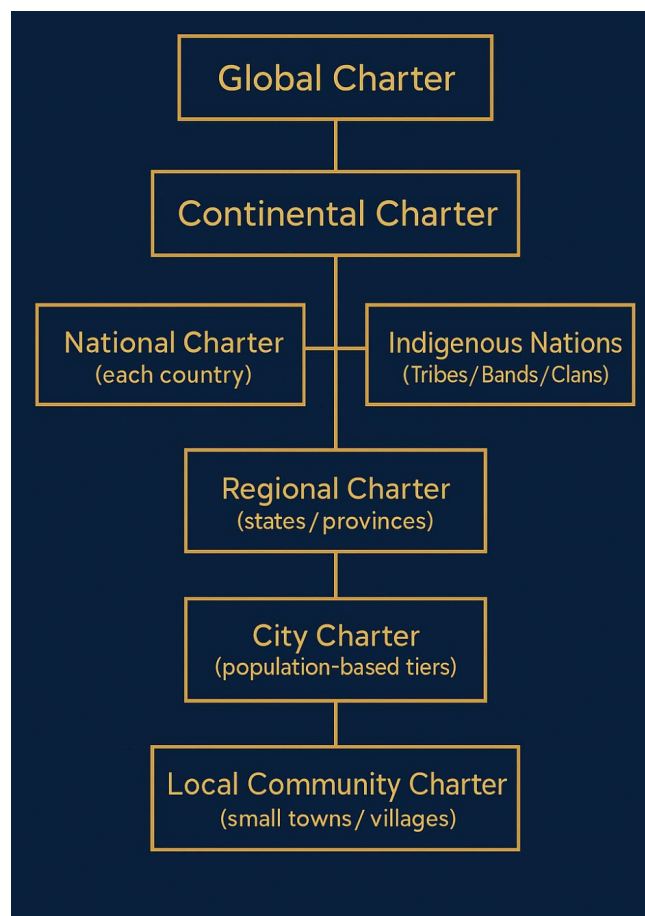 Global Charter
Continental Charter
National Charter
(each country)
Indigenous Nations
(Tribes/Bands/Clans)
Regional Charter
(states/provinces)
City Charter
(population-based tiers)
Local Community Charter
(small towns/villages)